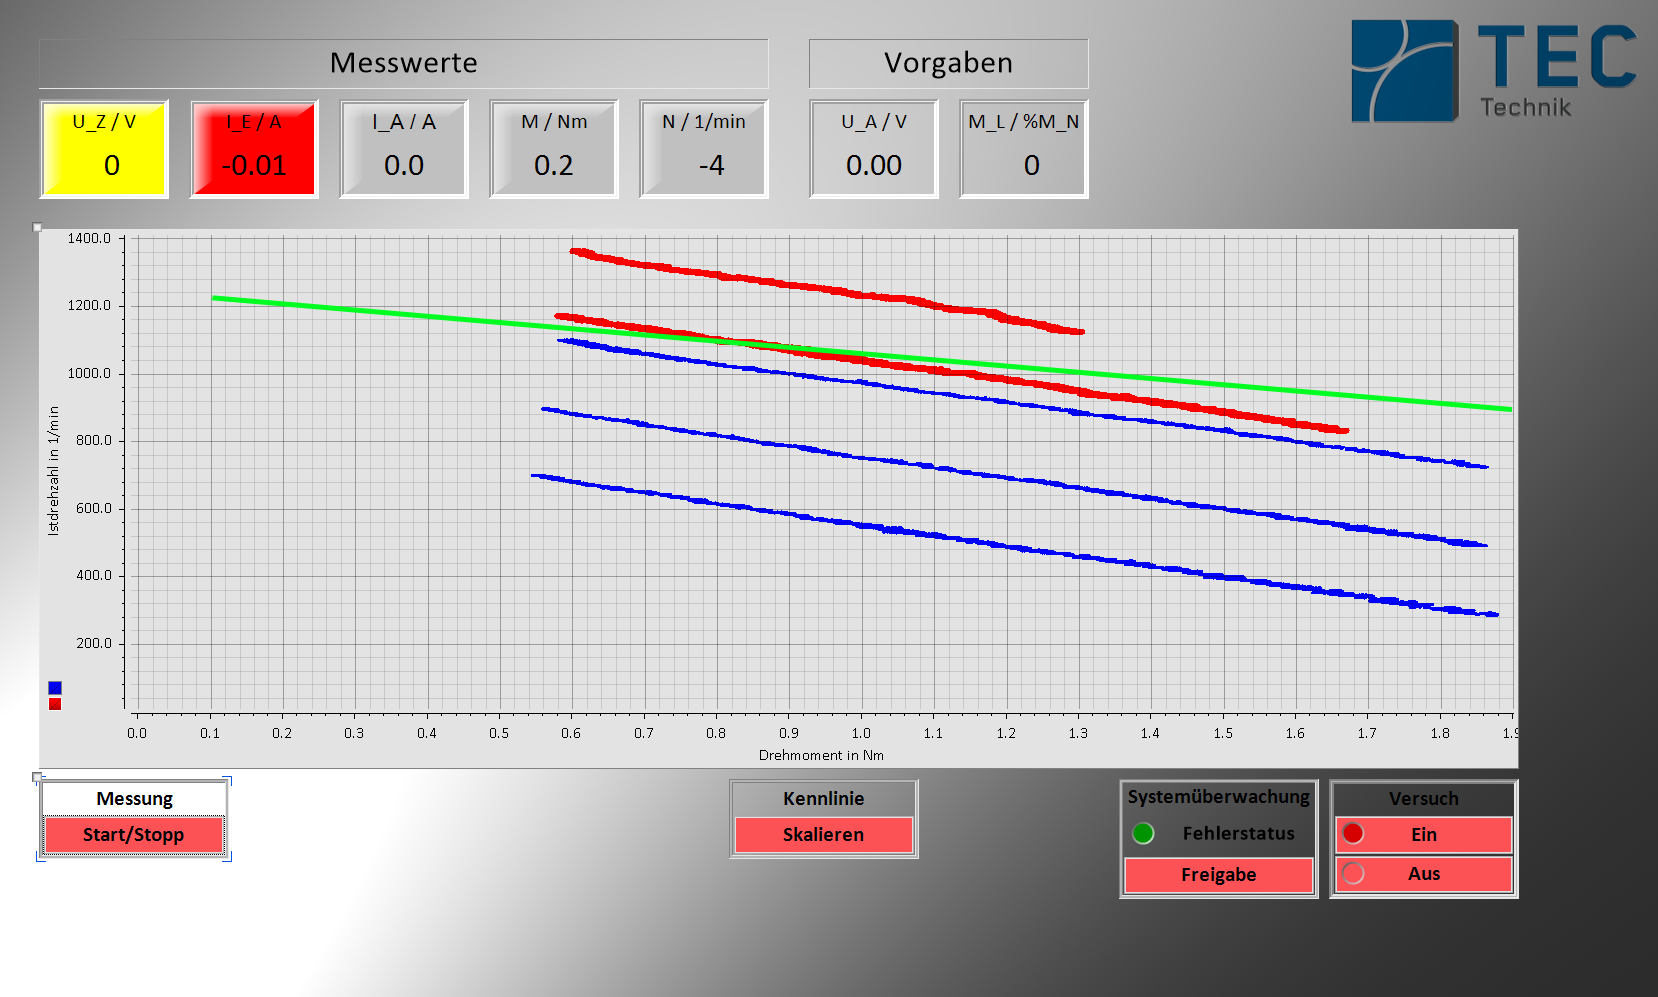 Messwerte
Vorgaben
TEC
Technik
U_Z / V
0
I_E / A
-0.01
I_A / A
0.0
M / Nm
0.2
N / 1/min
-4
U_A / V
0.00
M_L / %M_N
0
1400.0
1200.0
1000.0
800.0
600.0
400.0
200.0
Istdrehzahl in 1/min
0.0 0.1 0.2 0.3 0.4 0.5 0.6 0.7 0.8 0.9 1.0 1.1 1.2 1.3 1.4 1.5 1.6 1.7 1.8 1.9
Drehmoment in Nm
Messung
Start/Stopp
Kennlinie
Skalieren
Systemüberwachung
Fehlerstatus
Freigabe
Versuch
Ein
Aus